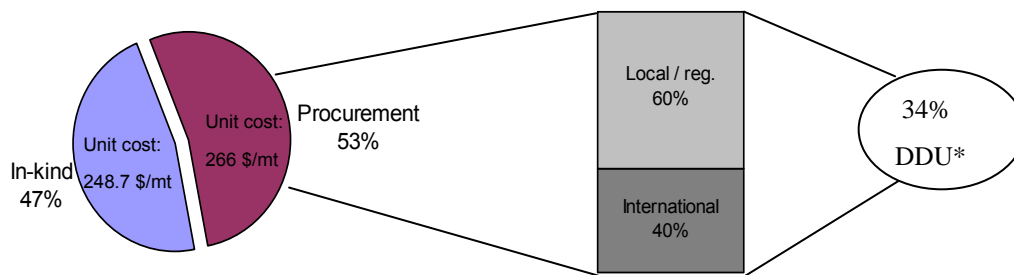 In-kind
47%
Unit cost:
248.7 $/mt
Unit cost:
266 $/mt
Procurement
53%
Local / reg.
60%
International
40%
34%
DDU*